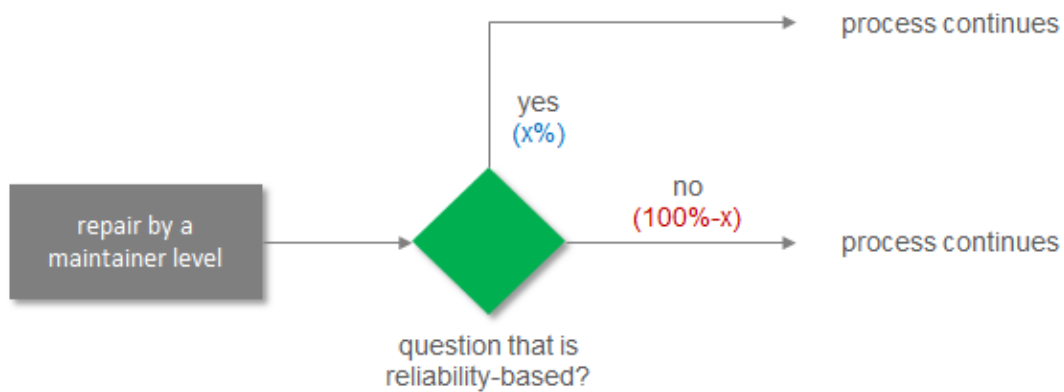 process continues
yes
(x%)
no
(100%-x)
repair by a
maintainer level
process continues
question that is
reliability-based?